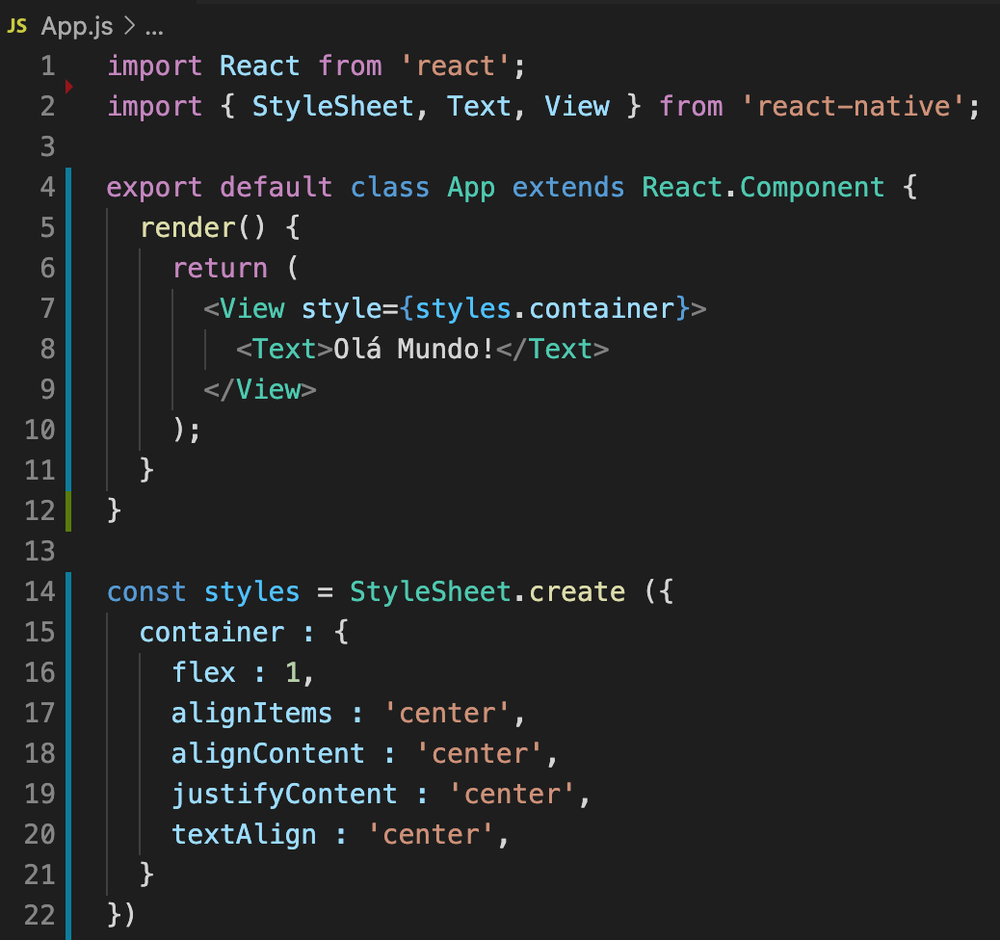 JS App.js > ...
1 import React from 'react';
2 import { StyleSheet, Text, View } from 'react-native';
3
4 export default class App extends React.Component {
5   render() {
6     return (
7       <View style={styles.container}>
8         <Text>Olá Mundo!</Text>
9       </View>
10     );
11   }
12 }
13
14 const styles = StyleSheet.create ({
15   container : {
16     flex : 1,
17     alignItems : 'center',
18     alignContent : 'center',
19     justifyContent : 'center',
20     textAlign : 'center',
21   }
22 })